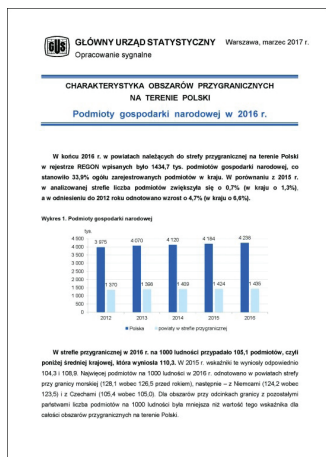 GUS
GŁÓWNY URZĄD STATYSTYCZNY Warszawa, marzec 2017 r.
Opracowanie sygnalne
CHARAKTERYSTYKA OBSZARÓW PRZYGRANICZNYCH
NA TERENIE POLSKI
Podmioty gospodarki narodowej w 2016 r.
W końcu 2016 r. w powiatach należących do strefy przygranicznej na terenie Polski
w rejestrze REGON wpisanych było 1434,7 tys. podmiotów gospodarki narodowej, co
stanowiło 33,9% ogółu zarejestrowanych podmiotów w kraju. W porównaniu z 2015 r.
w analizowanej strefie liczba podmiotów zwiększyła się o 0,7% (w kraju o 1,3%),
a w odniesieniu do 2012 roku odnotowano wzrost o 4,7% (w kraju o 6,6%).
Wykres 1. Podmioty gospodarki narodowej
tys.
4 500
4 000
3 500
3 000
2 500
2 000
1 500
1 000
500
0
3 975 4 070 4 120 4 184 4 238
1 370 1 398 1 409 1 424 1 435
2012 2013 2014 2015 2016
Polska powiaty w strefie przygranicznej
W strefie przygranicznej w 2016 r. na 1000 ludności przypadało 105,1 podmiotów, czyli
poniżej średniej krajowej, która wyniosła 110,3. W 2015 r. wskaźniki te wyniosły odpowiednio
104,3 i 108,9. Najwięcej podmiotów na 1000 ludności w 2016 r. odnotowano w powiatach strefy
przy granicy morskiej (128,1 wobec 126,5 przed rokiem), następnie – z Niemcami (124,2 wobec
123,5) i z Czechami (105,4 wobec 105,0). Dla obszarów przy odcinkach granicy z pozostałymi
państwami liczba podmiotów na 1000 ludności była mniejsza niż wartość tego wskaźnika dla
całości obszarów przygranicznych na terenie Polski.